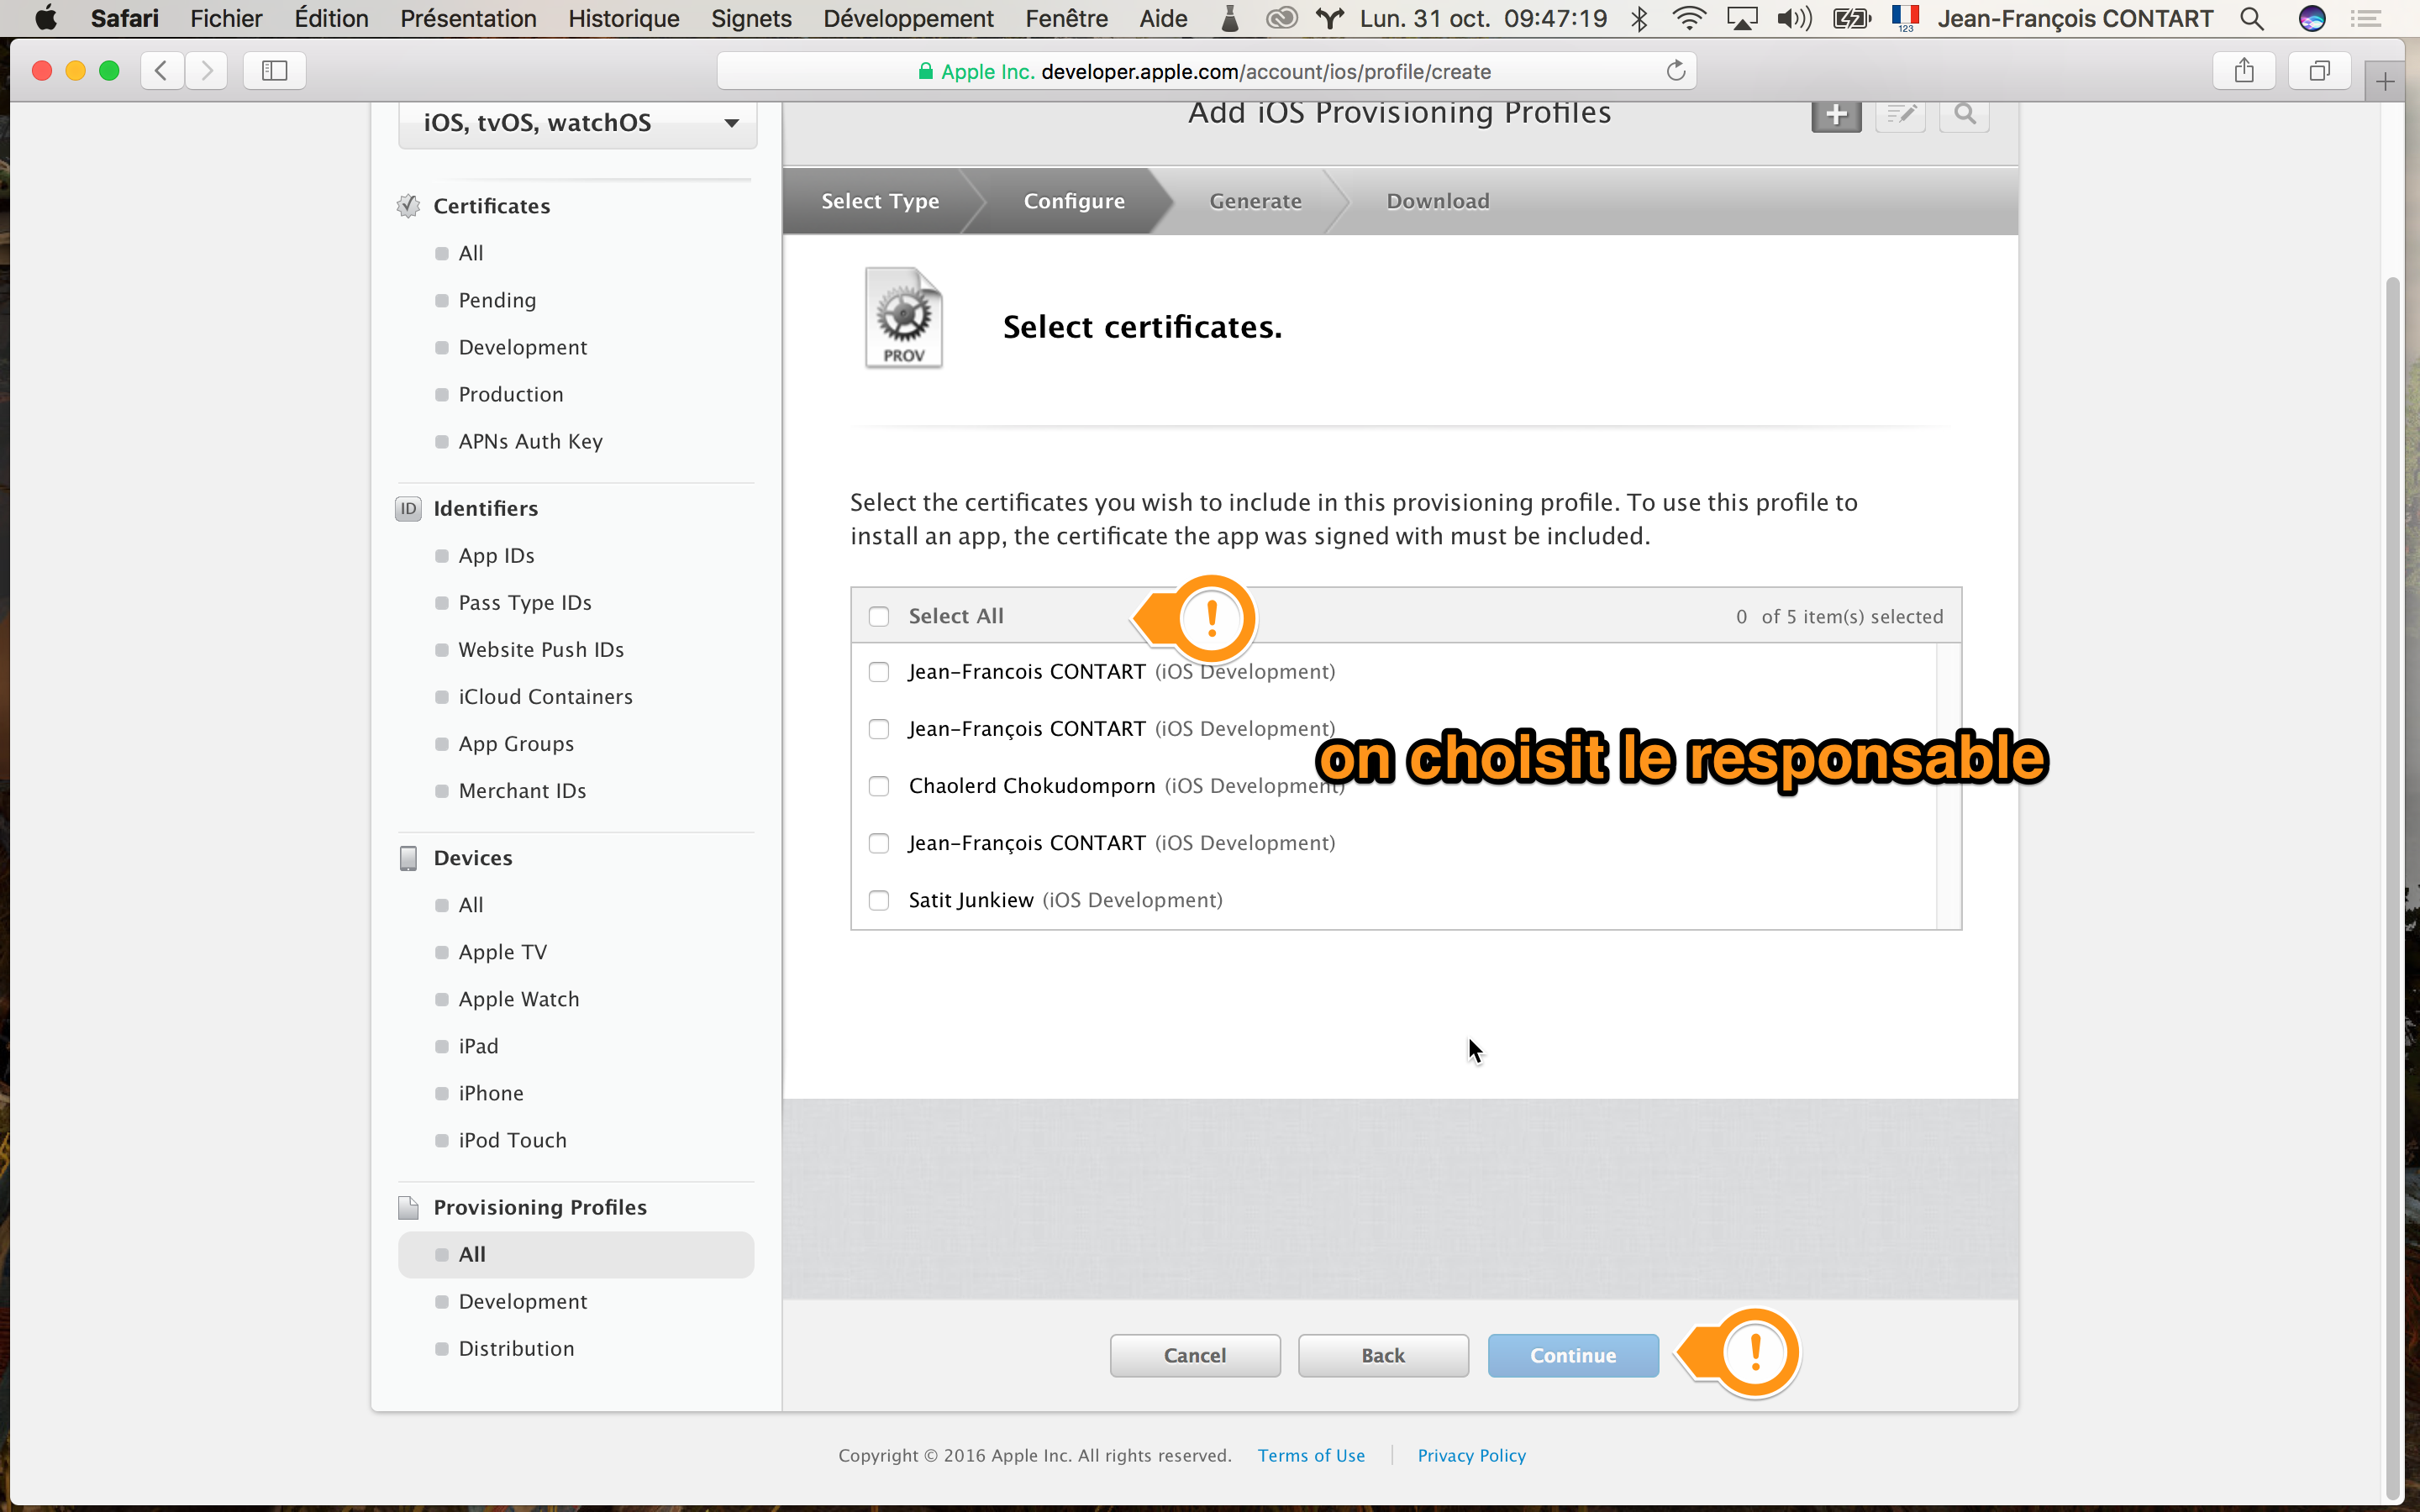 Safari Fichier Édition Présentation Historique Signets Développement Fenêtre Aide Lun. 31 oct. 09:47:19 123 Jean-François CONTART
Apple Inc. developer.apple.com/account/ios/profile/create
iOS, tvOS, watchOS
Certificates
All
Pending
Development
Production
APNs Auth Key
ID Identifiers
App IDs
Pass Type IDs
Website Push IDs
iCloud Containers
App Groups
Merchant IDs
Devices
All
Apple TV
Apple Watch
iPad
iPhone
iPod Touch
Provisioning Profiles
All
Development
Distribution
Add iOS Provisioning Profiles
Select Type Configure Generate Download
PROV
Select certificates.
Select the certificates you wish to include in this provisioning profile. To use this profile to
install an app, the certificate the app was signed with must be included.
Select All ! 0 of 5 item(s) selected
Jean-Francois CONTART (iOS Development)
Jean-François CONTART (iOS Development)
on choisit le responsable
Chaolerd Chokudomporn (iOS Development)
Jean-François CONTART (iOS Development)
Satit Junkiew (iOS Development)
Cancel Back Continue !
Copyright © 2016 Apple Inc. All rights reserved. Terms of Use Privacy Policy